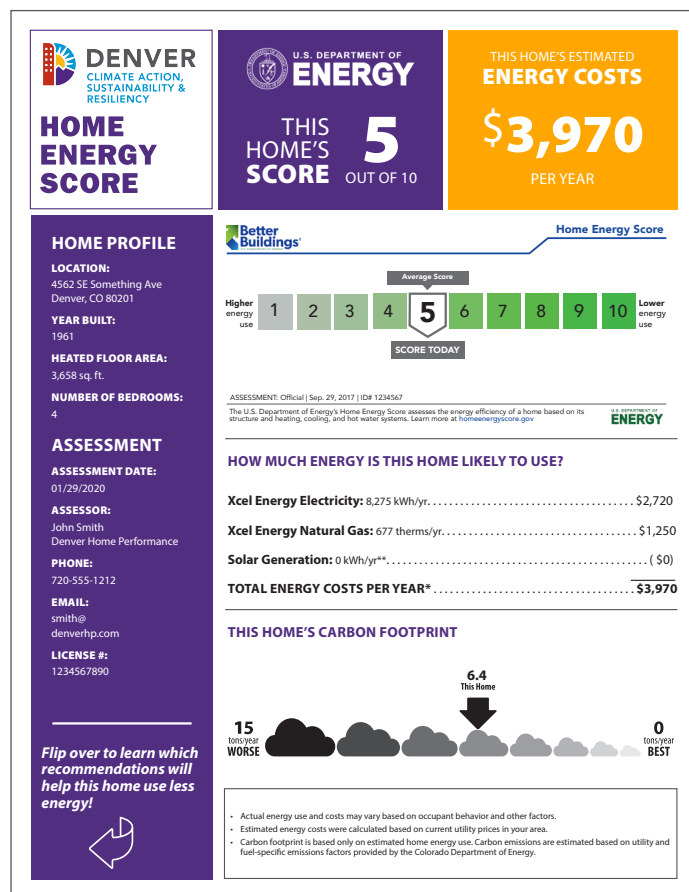 DENVER
CLIMATE ACTION,
SUSTAINABILITY &
RESILIENCY
HOME
ENERGY
SCORE
U.S. DEPARTMENT OF
ENERGY
THIS
HOME'S
SCORE
5
OUT OF 10
THIS HOME'S ESTIMATED
ENERGY COSTS
$3,970
PER YEAR
HOME PROFILE
LOCATION:
4562 SE Something Ave
Denver, CO 80201
YEAR BUILT:
1961
HEATED FLOOR AREA:
3,658 sq. ft.
NUMBER OF BEDROOMS:
4
ASSESSMENT
ASSESSMENT DATE:
01/29/2020
ASSESSOR:
John Smith
Denver Home Performance
PHONE:
720-555-1212
EMAIL:
smith@
denverhp.com
LICENSE #:
1234567890
Flip over to learn which
recommendations will
help this home use less
energy!
Better
Buildings®
Home Energy Score
Average Score
Higher
energy
use
1 2 3 4 5 6 7 8 9 10
Lower
energy
use
SCORE TODAY
ASSESSMENT: Official | Sep. 29, 2017 | ID# 1234567
The U.S. Department of Energy's Home Energy Score assesses the energy efficiency of a home based on its
structure and heating, cooling, and hot water systems. Learn more at homeenergyscore.gov
U.S. DEPARTMENT OF
ENERGY
HOW MUCH ENERGY IS THIS HOME LIKELY TO USE?
Xcel Energy Electricity: 8,275 kWh/yr. . . . . . . . . . . . . . . . . . . . . . . . . . . . . . . . . $2,720
Xcel Energy Natural Gas: 677 therms/yr. . . . . . . . . . . . . . . . . . . . . . . . . . . . . . $1,250
Solar Generation: 0 kWh/yr**. . . . . . . . . . . . . . . . . . . . . . . . . . . . . . . . . . . . . . ( $0)
TOTAL ENERGY COSTS PER YEAR* . . . . . . . . . . . . . . . . . . . . . . . . . . . . . . $3,970
THIS HOME'S CARBON FOOTPRINT
6.4
This Home
15
tons/year
WORSE
0
tons/year
BEST
• Actual energy use and costs may vary based on occupant behavior and other factors.
• Estimated energy costs were calculated based on current utility prices in your area.
• Carbon footprint is based only on estimated home energy use. Carbon emissions are estimated based on utility and
fuel-specific emissions factors provided by the Colorado Department of Energy.